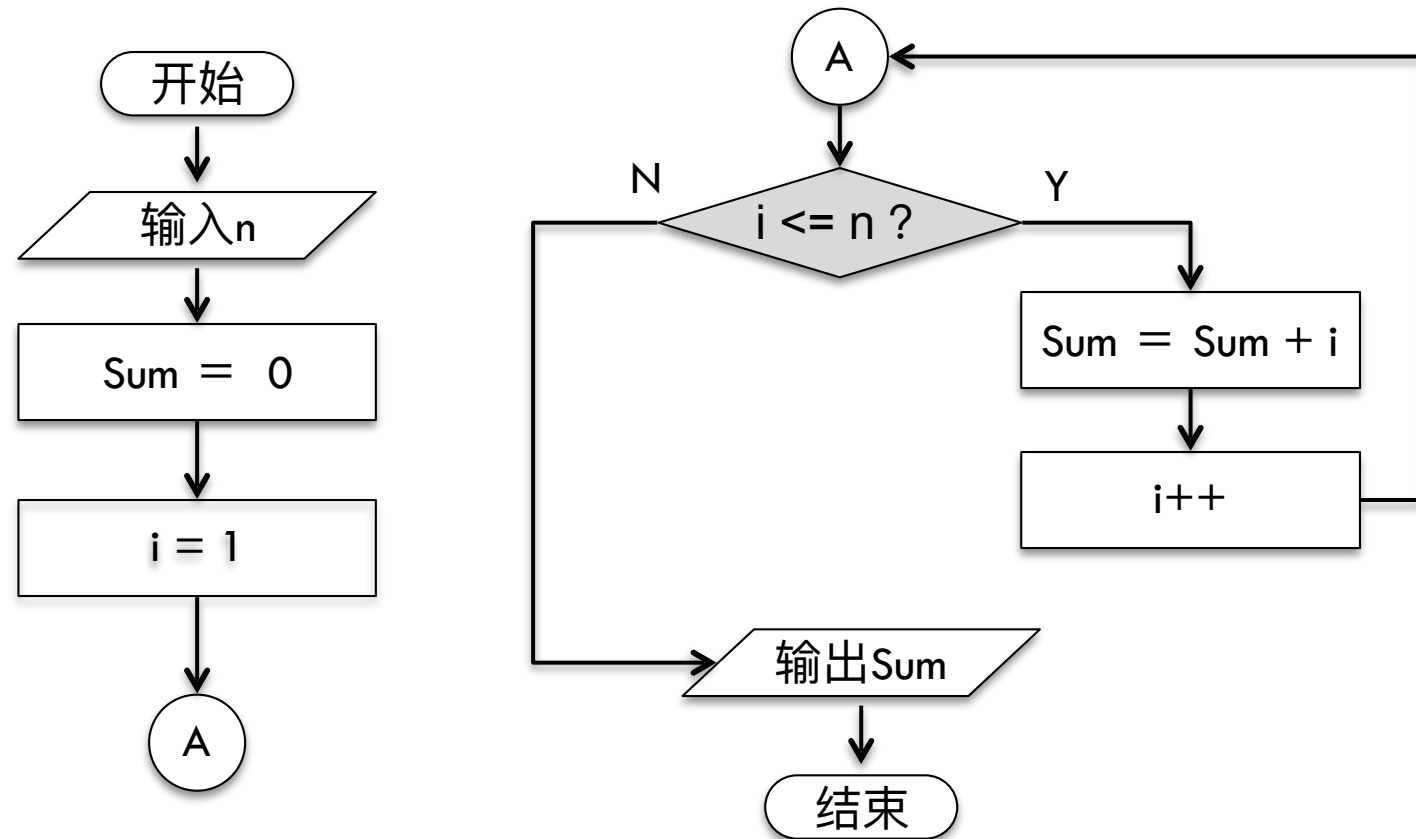 开始
输入n
Sum = 0
i = 1
A
A
N
Y
i <= n ?
Sum = Sum + i
i++
输出Sum
结束